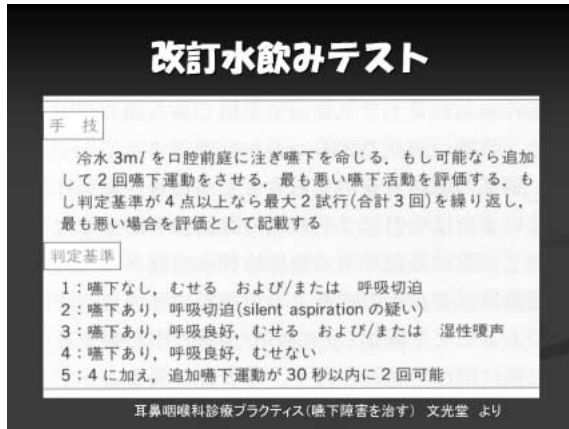 改訂水飲みテスト
手 技
冷水 3ml を口腔前庭に注ぎ嚥下を命じる，もし可能なら追加
して 2 回嚥下運動をさせる，最も悪い嚥下活動を評価する．も
し判定基準が 4 点以上なら最大 2 試行(合計 3 回)を繰り返し，
最も悪い場合を評価として記載する
判定基準
1：嚥下なし，むせる および/または 呼吸切迫
2：嚥下あり，呼吸切迫(silent aspiration の疑い)
3：嚥下あり，呼吸良好，むせる および/または 湿性嗄声
4：嚥下あり，呼吸良好，むせない
5：4 に加え，追加嚥下運動が 30 秒以内に 2 回可能
耳鼻咽喉科診療プラクティス(嚥下障害を治す) 文光堂 より